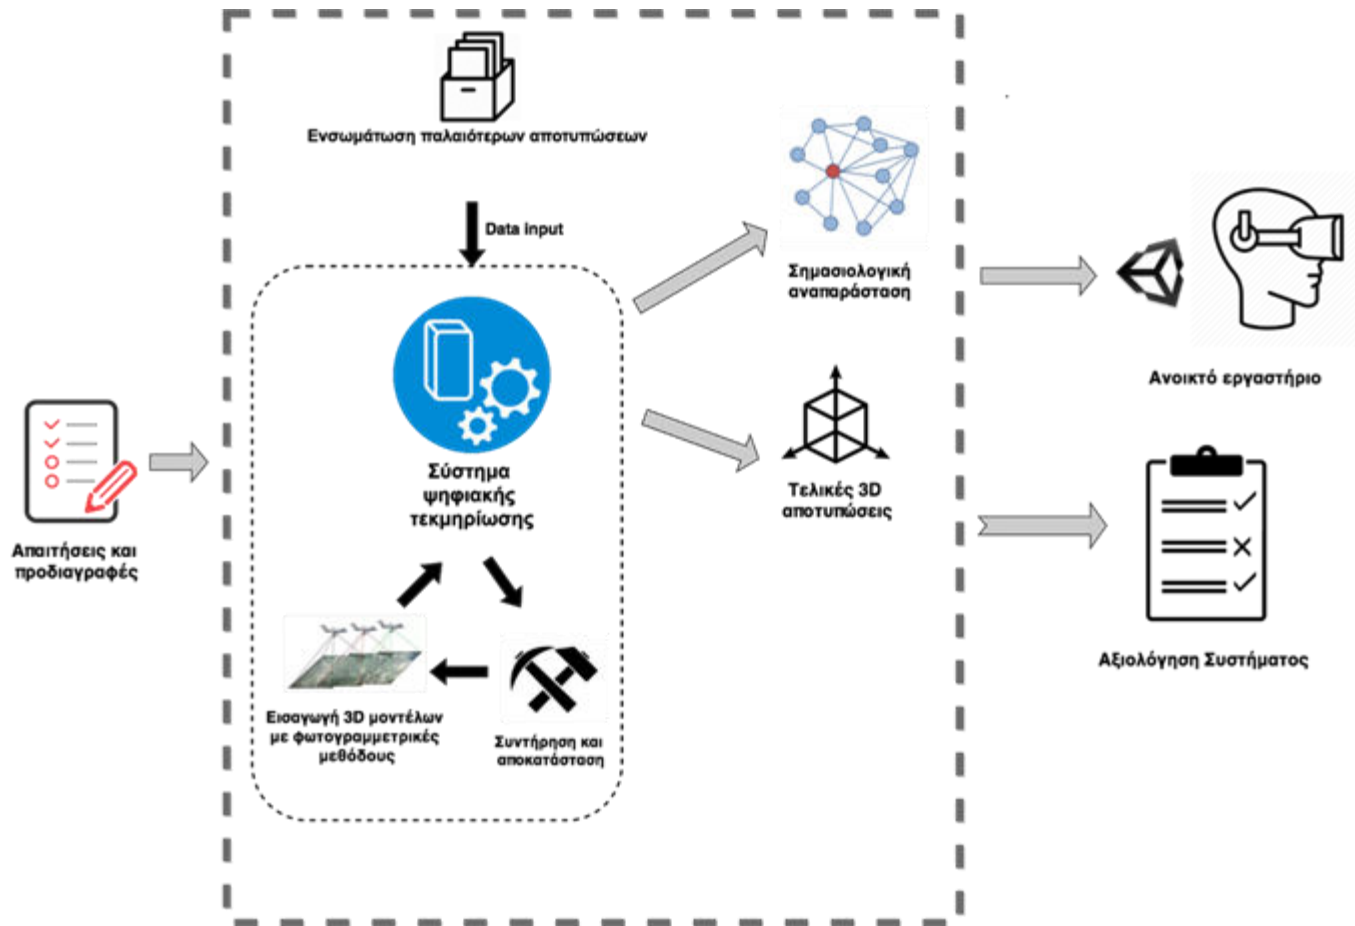 Ενσωμάτωση παλαιότερων αποτυπώσεων
Data input
Σημασιολογική
αναπαράσταση
Ανοικτό εργαστήριο
Σύστημα
ψηφιακής
τεκμηρίωσης
Τελικές 3D
αποτυπώσεις
Απαιτήσεις και
προδιαγραφές
Αξιολόγηση Συστήματος
Εισαγωγή 3D μοντέλων
με φωτογραμμετρικές
μεθόδους
Συντήρηση και
αποκατάσταση